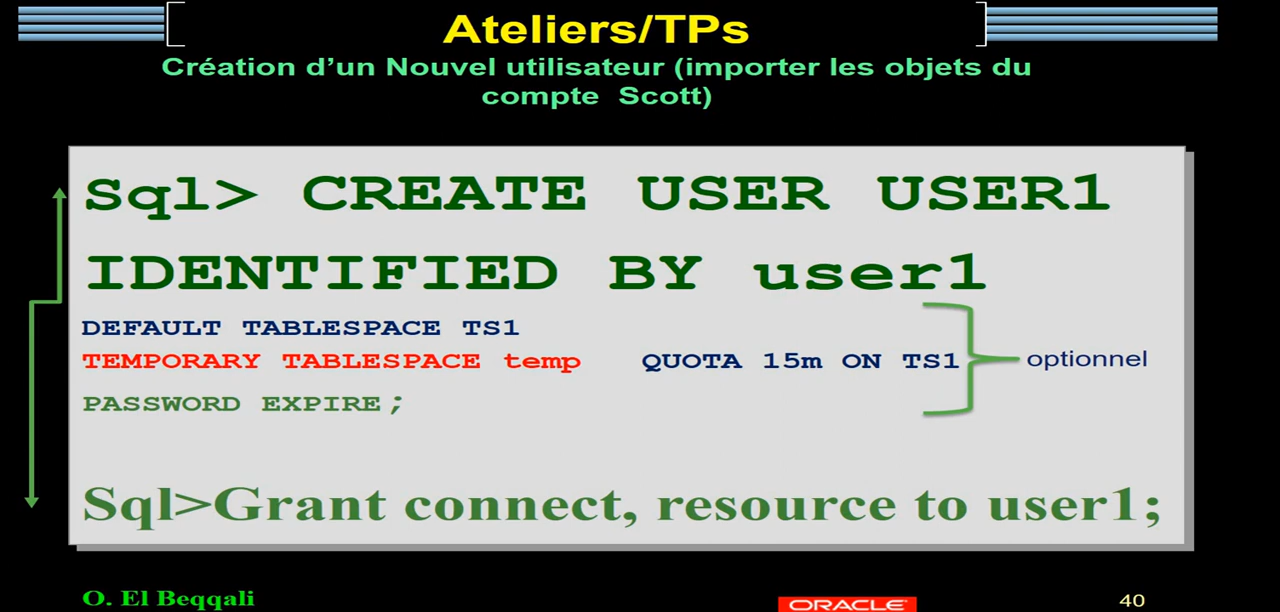 Ateliers/TPs
Création d’un Nouvel utilisateur (importer les objets du
compte Scott)
Sql> CREATE USER USER1
IDENTIFIED BY user1
DEFAULT TABLESPACE TS1
TEMPORARY TABLESPACE temp QUOTA 15m ON TS1 optionnel
PASSWORD EXPIRE;
Sql>Grant connect, resource to user1;
O. El Beqqali ORACLE 40